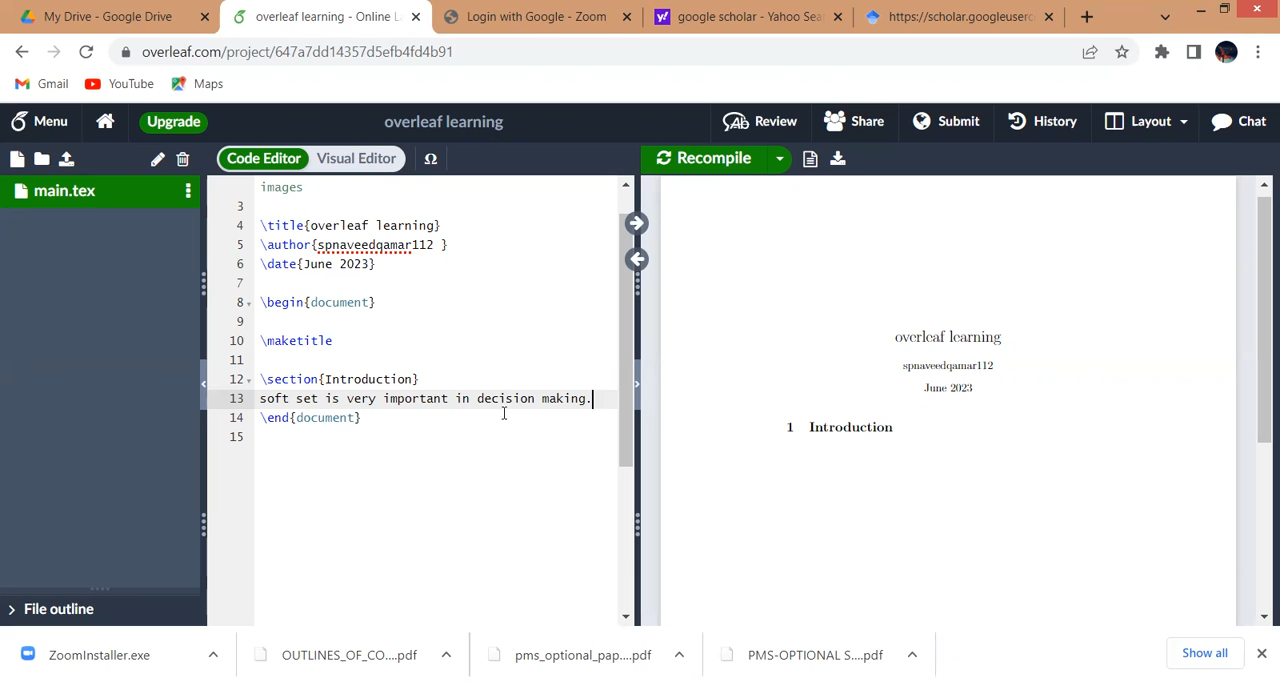 My Drive - Google Drive
overleaf learning - Online L
Login with Google - Zoom
google scholar - Yahoo Sea
https://scholar.googleuserc
overleaf.com/project/647a7dd14357d5efb4fd4b91
Gmail YouTube Maps
Menu Upgrade overleaf learning Review Share Submit History Layout Chat
Code Editor Visual Editor Ω Recompile
main.tex
images
3
4 \title{overleaf learning}
5 \author{spnaveedqamar112 }
6 \date{June 2023}
7
8 \begin{document}
9
10 \maketitle
11
12 \section{Introduction}
13 soft set is very important in decision making.
14 \end{document}
15
overleaf learning
spnaveedqamar112
June 2023
1 Introduction
File outline
ZoomInstaller.exe
OUTLINES_OF_CO....pdf
pms_optional_pap....pdf
PMS-OPTIONAL S....pdf
Show all